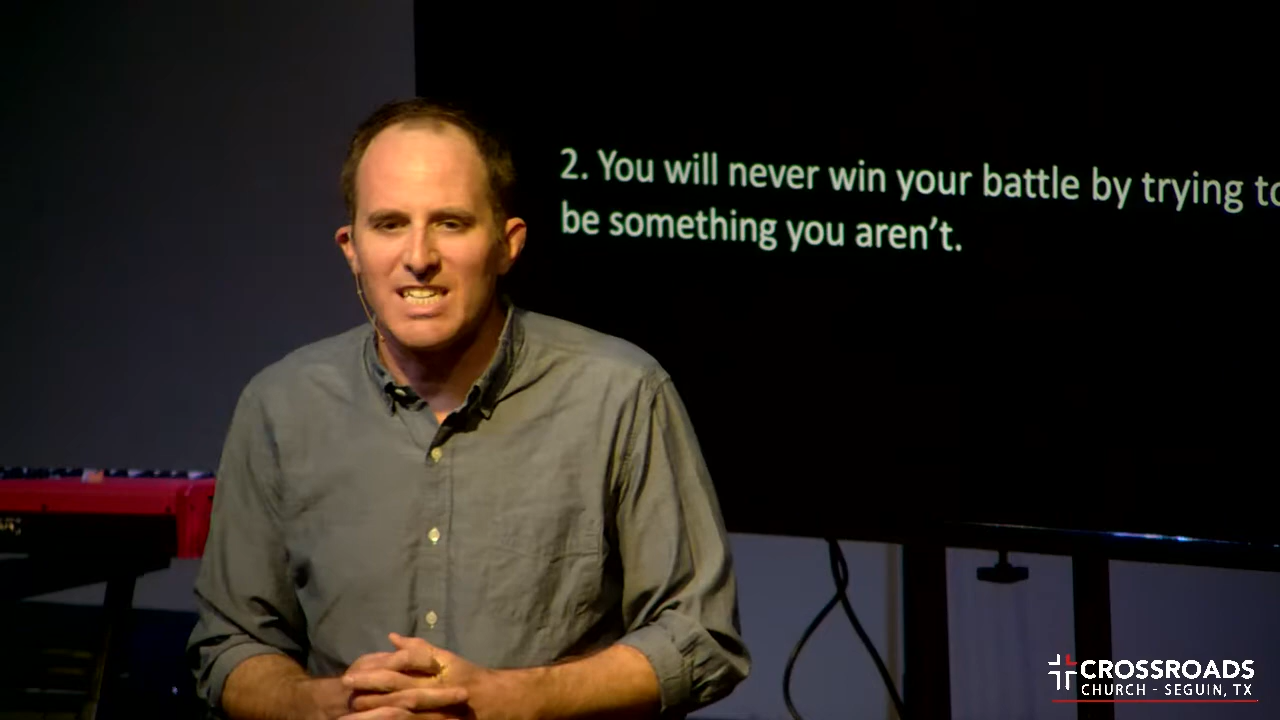 2. You will never win your battle by trying to
be something you aren't.
CROSSROADS
CHURCH - SEGUIN, TX